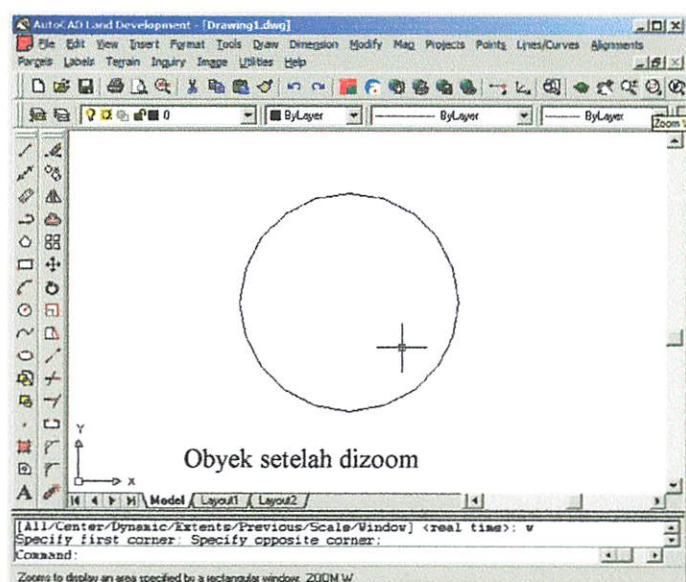 AutoCAD Land Development - [Drawing1.dwg]
File Edit View Insert Format Tools Draw Dimension Modify Map Projects Points Lines/Curves Alignments
Parcels Labels Terrain Inquiry Image Utilities Help
0 ByLayer ByLayer ByLayer
Zoom
Y
Obyek setelah dizoom
X
A Model Layout1 Layout2
[All/Center/Dynamic/Extents/Previous/Scale/Window] <real time>: w
Specify first corner: Specify opposite corner:
Command:
Zooms to display an area specified by a rectangular window: ZOOM W